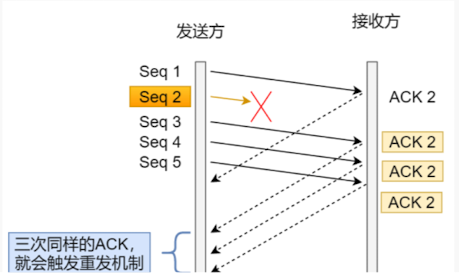 发送方
接收方
Seq 1
ACK 2
Seq 2
Seq 3
ACK 2
Seq 4
ACK 2
Seq 5
ACK 2
三次同样的ACK,
就会触发重发机制